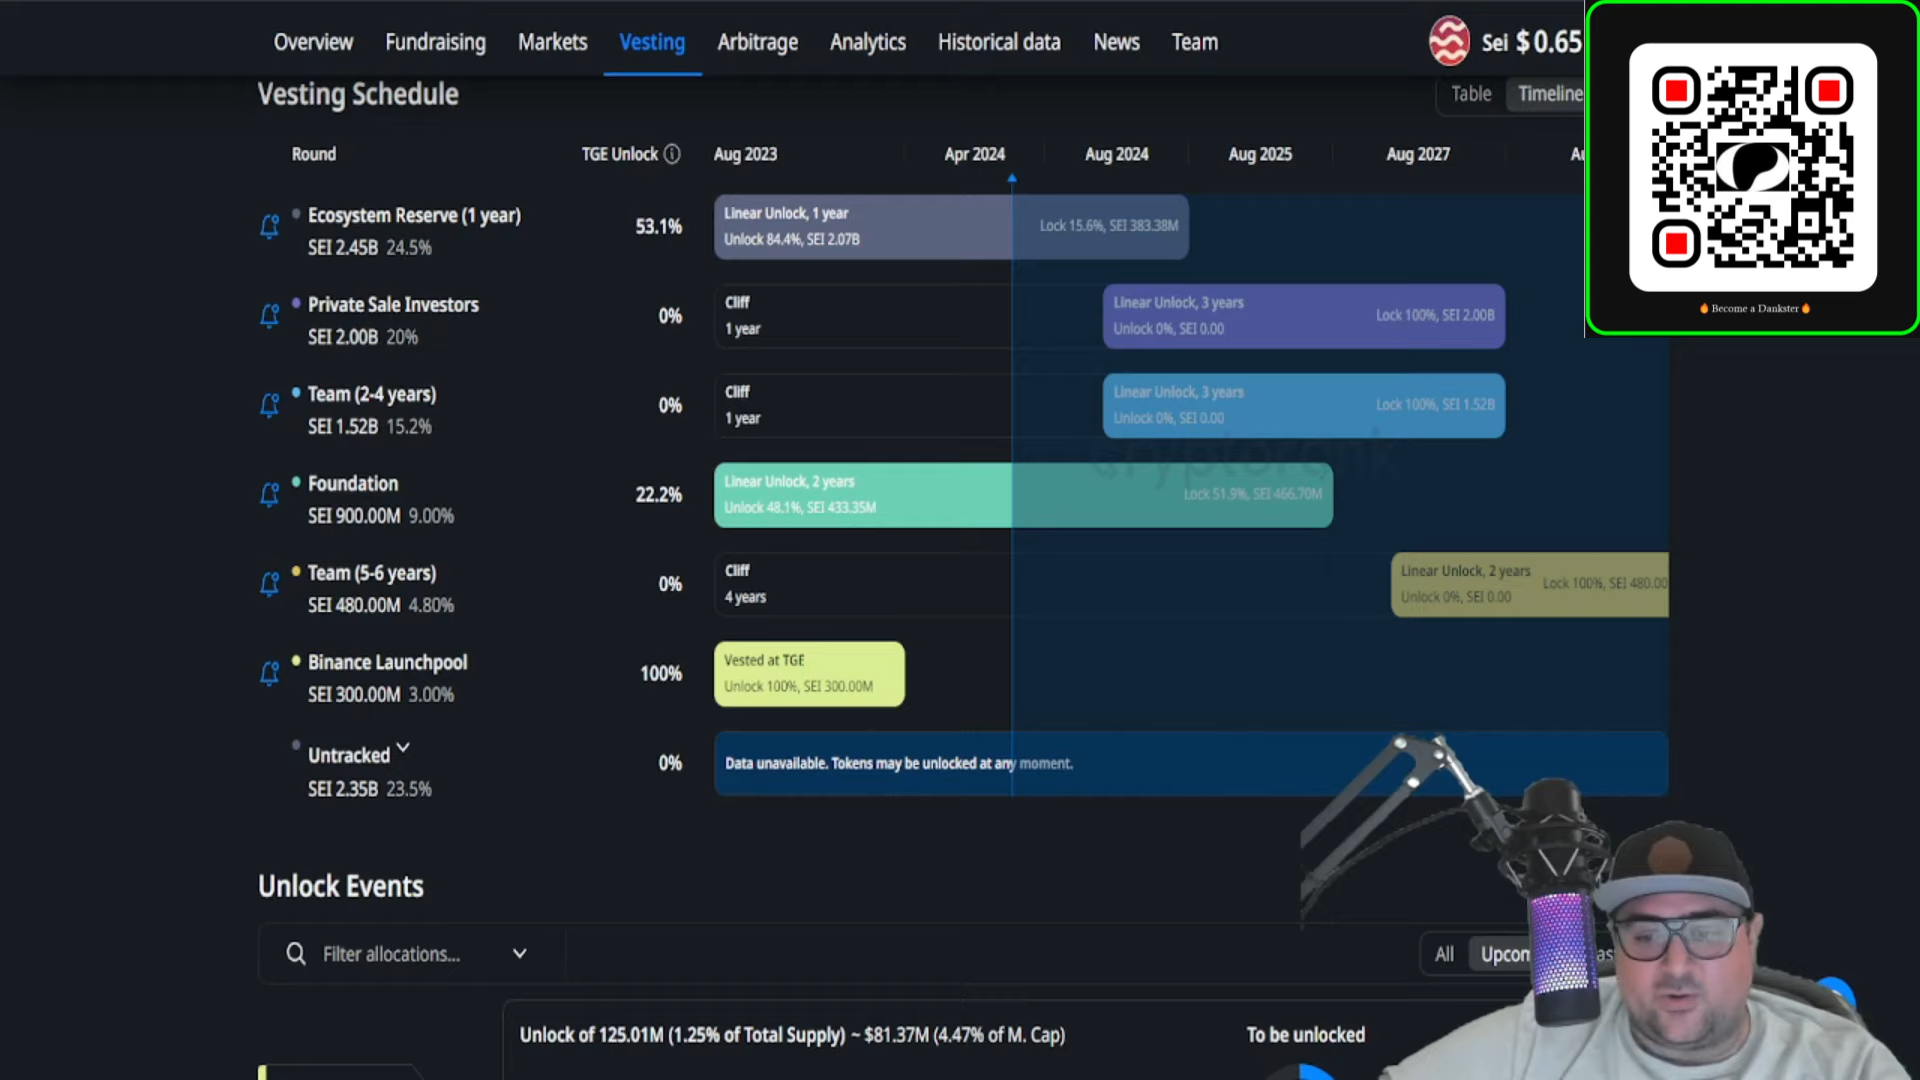 Overview Fundraising Markets Vesting Arbitrage Analytics Historical data News Team Sei $0.65
Vesting Schedule
Table Timeline
Round TGE Unlock Aug 2023 Apr 2024 Aug 2024 Aug 2025 Aug 2027
Ecosystem Reserve (1 year)
SEI 2.45B 24.5%
53.1%
Linear Unlock, 1 year
Unlock 84.4%, SEI 2.07B
Lock 15.6%, SEI 383.38M
Private Sale Investors
SEI 2.00B 20%
0%
Cliff
1 year
Linear Unlock, 3 years
Unlock 0%, SEI 0.00
Lock 100%, SEI 2.00B
Team (2-4 years)
SEI 1.52B 15.2%
0%
Cliff
1 year
Linear Unlock, 3 years
Unlock 0%, SEI 0.00
Lock 100%, SEI 1.52B
cryptorank
Foundation
SEI 900.00M 9.00%
22.2%
Linear Unlock, 2 years
Unlock 48.1%, SEI 433.35M
Lock 51.9%, SEI 466.70M
Team (5-6 years)
SEI 480.00M 4.80%
0%
Cliff
4 years
Linear Unlock, 2 years
Unlock 0%, SEI 0.00
Lock 100%, SEI 480.00
Binance Launchpool
SEI 300.00M 3.00%
100%
Vested at TGE
Unlock 100%, SEI 300.00M
Untracked
SEI 2.35B 23.5%
0%
Data unavailable. Tokens may be unlocked at any moment.
Unlock Events
Filter allocations...
All
Unlock of 125.01M (1.25% of Total Supply) ~ $81.37M (4.47% of M. Cap)
To be unlocked
🔥 Become a Dankster 🔥